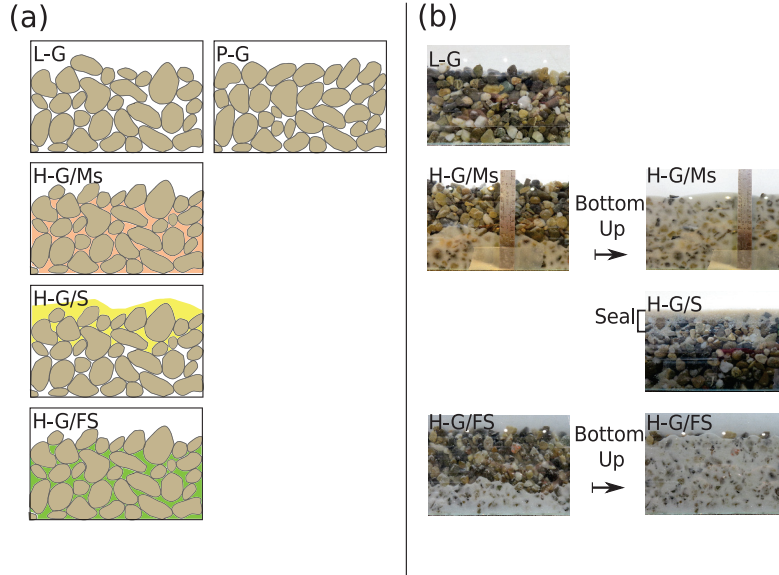 (a)
(b)
L-G
P-G
H-G/Ms
H-G/S
H-G/FS
L-G
H-G/Ms
Bottom
Up
H-G/Ms
H-G/S
Seal
H-G/FS
Bottom
Up
H-G/FS